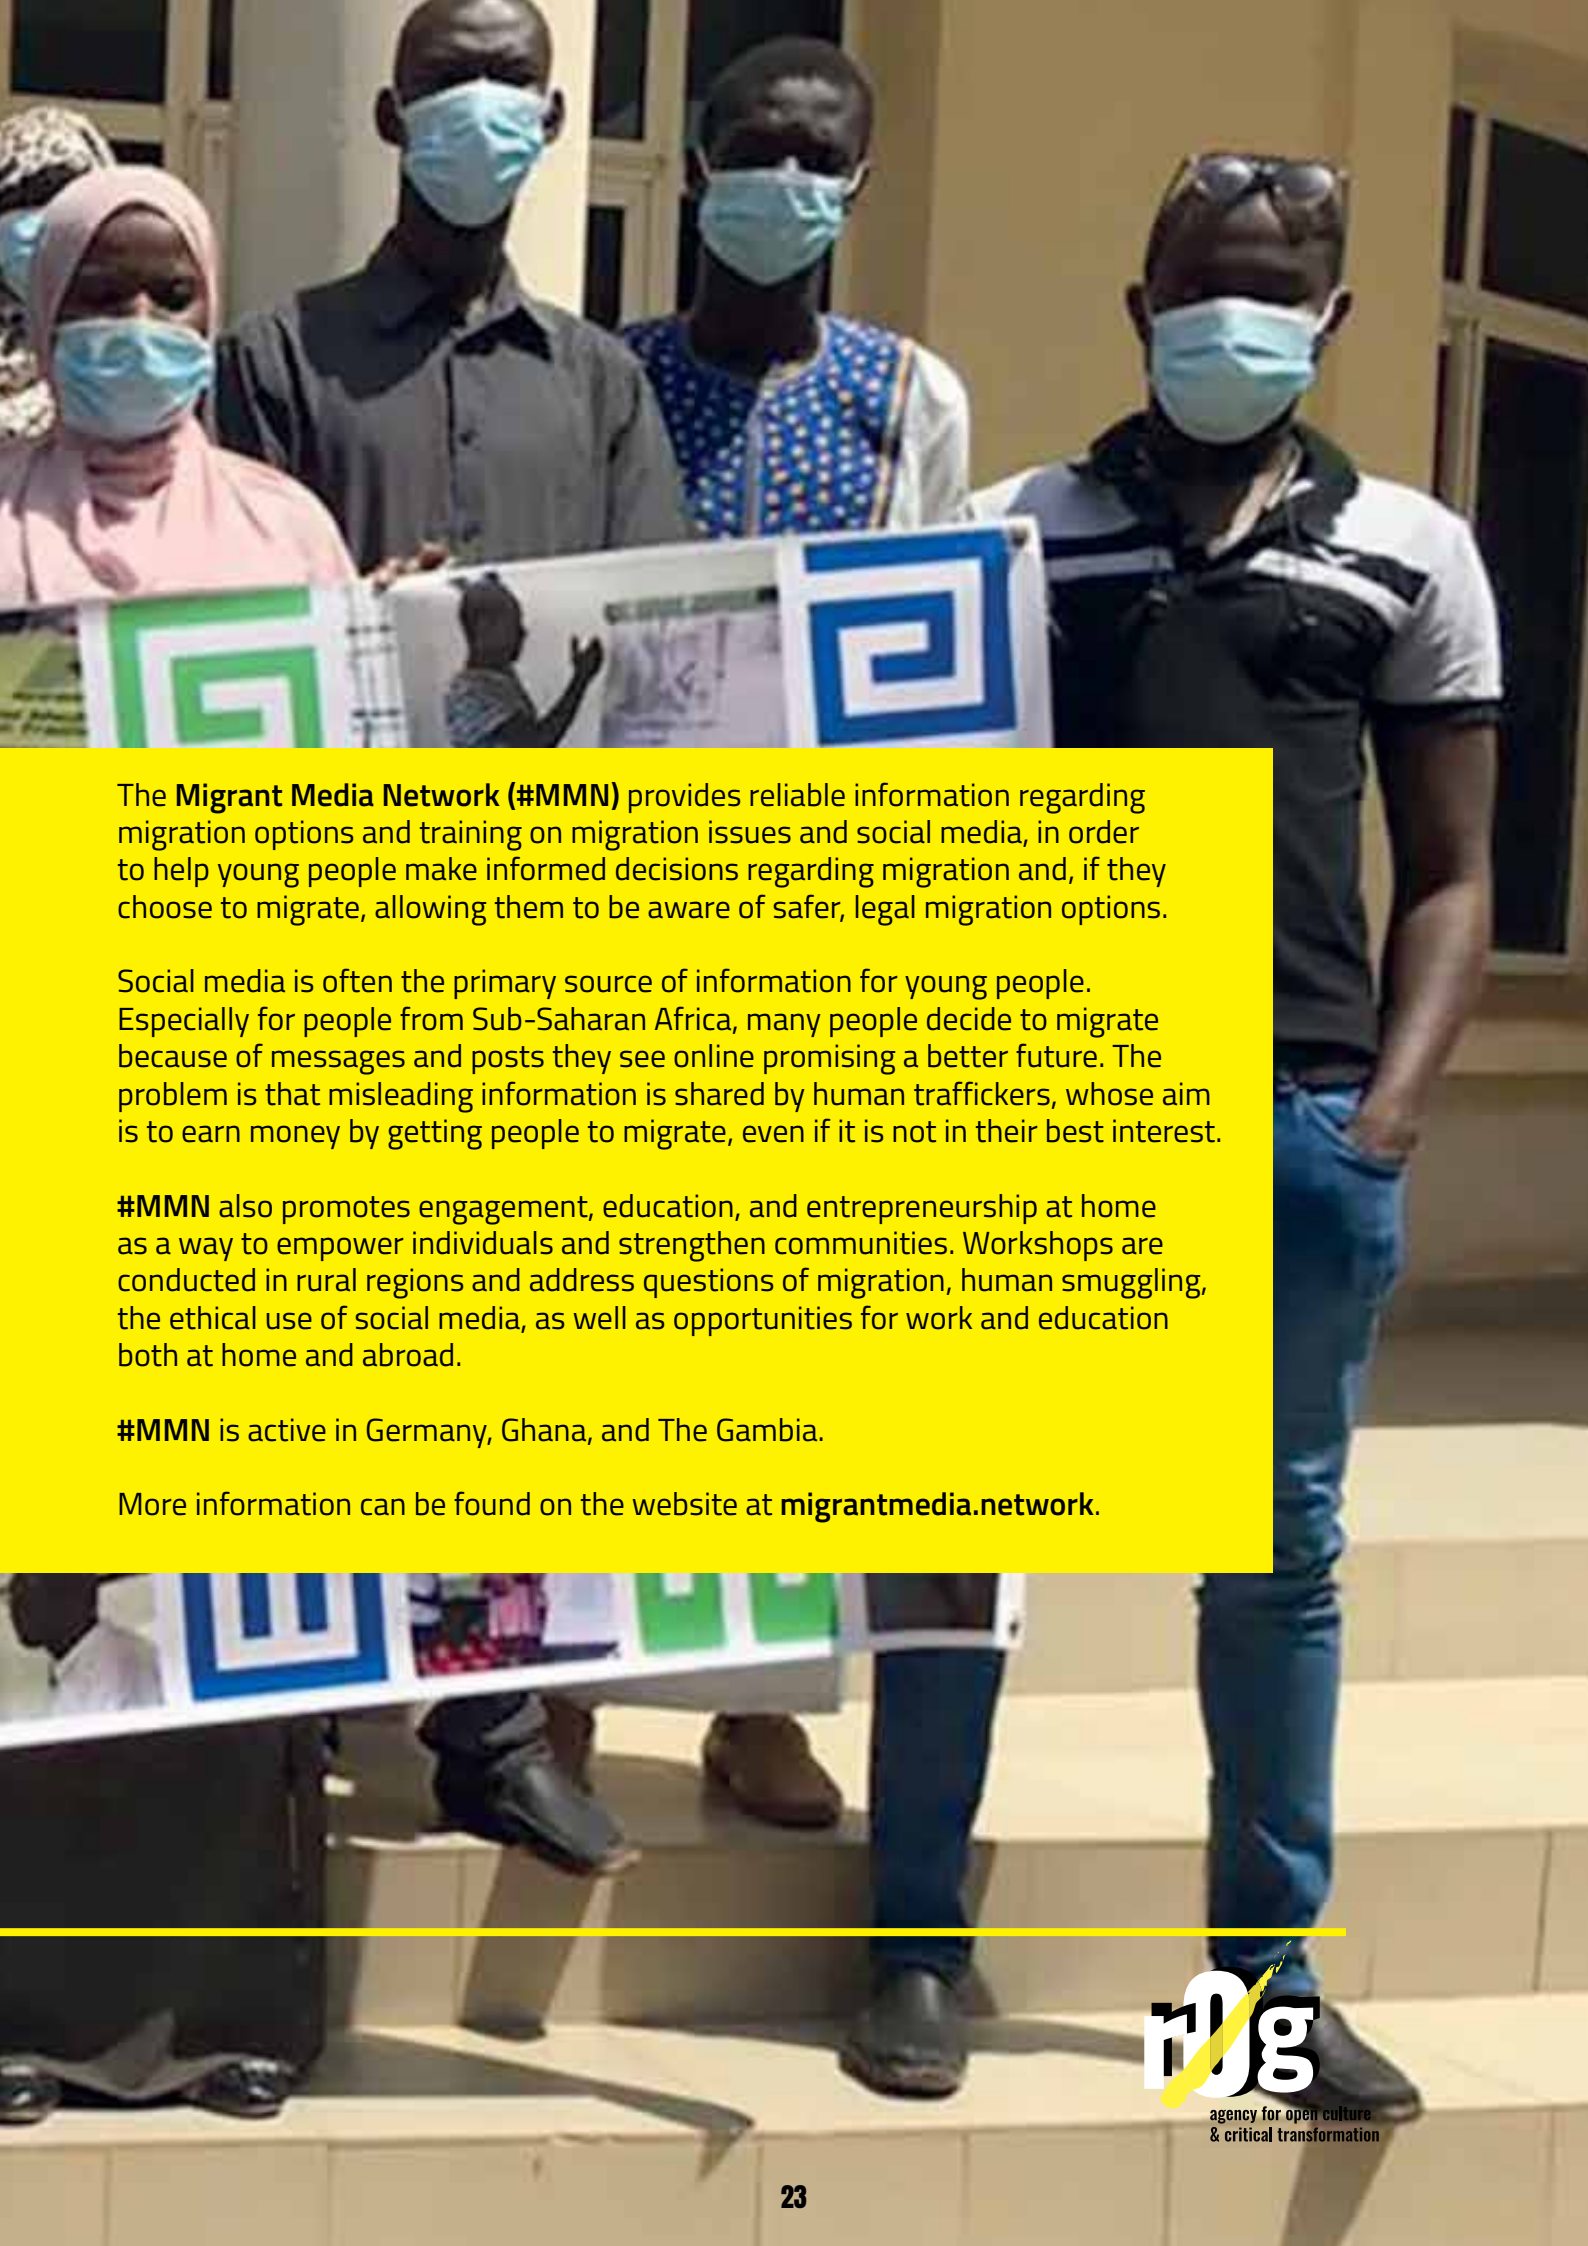 The Migrant Media Network (#MMN) provides reliable information regarding
migration options and training on migration issues and social media, in order
to help young people make informed decisions regarding migration and, if they
choose to migrate, allowing them to be aware of safer, legal migration options.
Social media is often the primary source of information for young people.
Especially for people from Sub-Saharan Africa, many people decide to migrate
because of messages and posts they see online promising a better future. The
problem is that misleading information is shared by human traffickers, whose aim
is to earn money by getting people to migrate, even if it is not in their best interest.
#MMN also promotes engagement, education, and entrepreneurship at home
as a way to empower individuals and strengthen communities. Workshops are
conducted in rural regions and address questions of migration, human smuggling,
the ethical use of social media, as well as opportunities for work and education
both at home and abroad.
#MMN is active in Germany, Ghana, and The Gambia.
More information can be found on the website at migrantmedia.network.
r0g
agency for open culture
& critical transformation
23